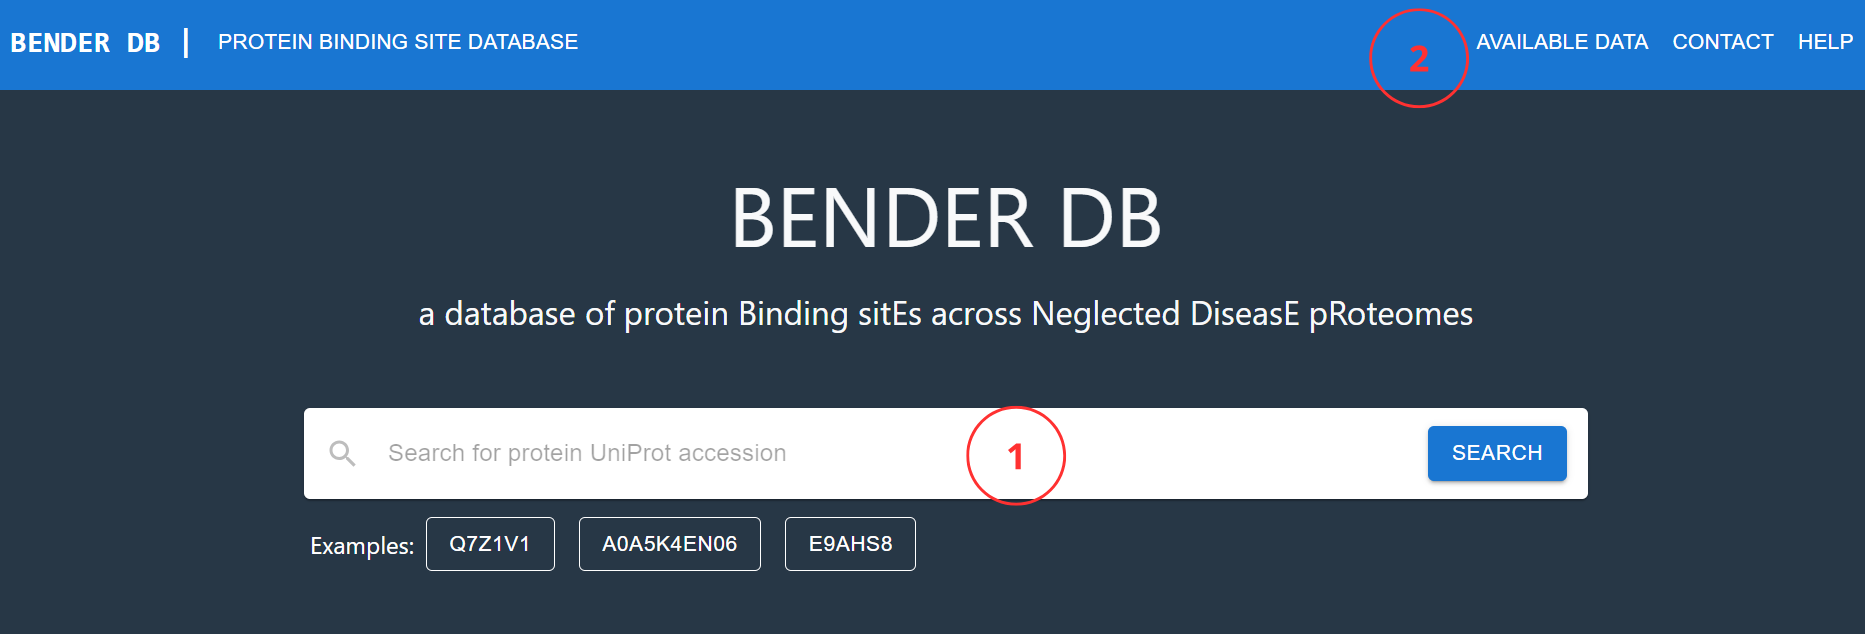 BENDER DB | PROTEIN BINDING SITE DATABASE 2 AVAILABLE DATA CONTACT HELP
BENDER DB
a database of protein Binding sitEs across Neglected DiseasE pRoteomes
Search for protein UniProt accession 1 SEARCH
Examples: Q7Z1V1 A0A5K4EN06 E9AHS8